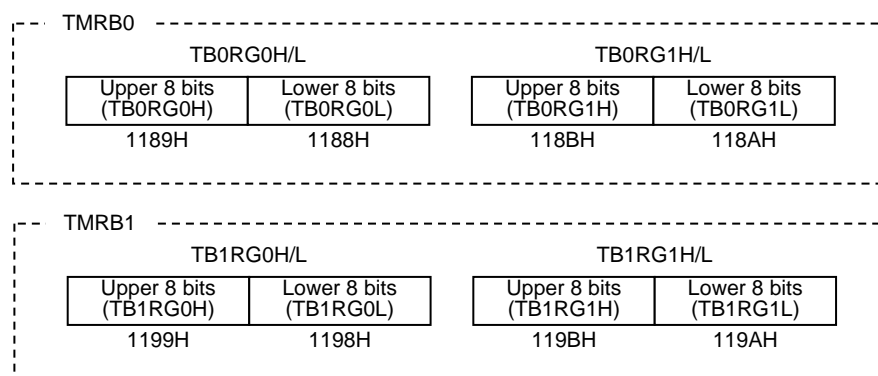 TMRB0
TB0RG0H/L TB0RG1H/L
Upper 8 bits Lower 8 bits Upper 8 bits Lower 8 bits
(TB0RG0H) (TB0RG0L) (TB0RG1H) (TB0RG1L)
1189H 1188H 118BH 118AH
TMRB1
TB1RG0H/L TB1RG1H/L
Upper 8 bits Lower 8 bits Upper 8 bits Lower 8 bits
(TB1RG0H) (TB1RG0L) (TB1RG1H) (TB1RG1L)
1199H 1198H 119BH 119AH